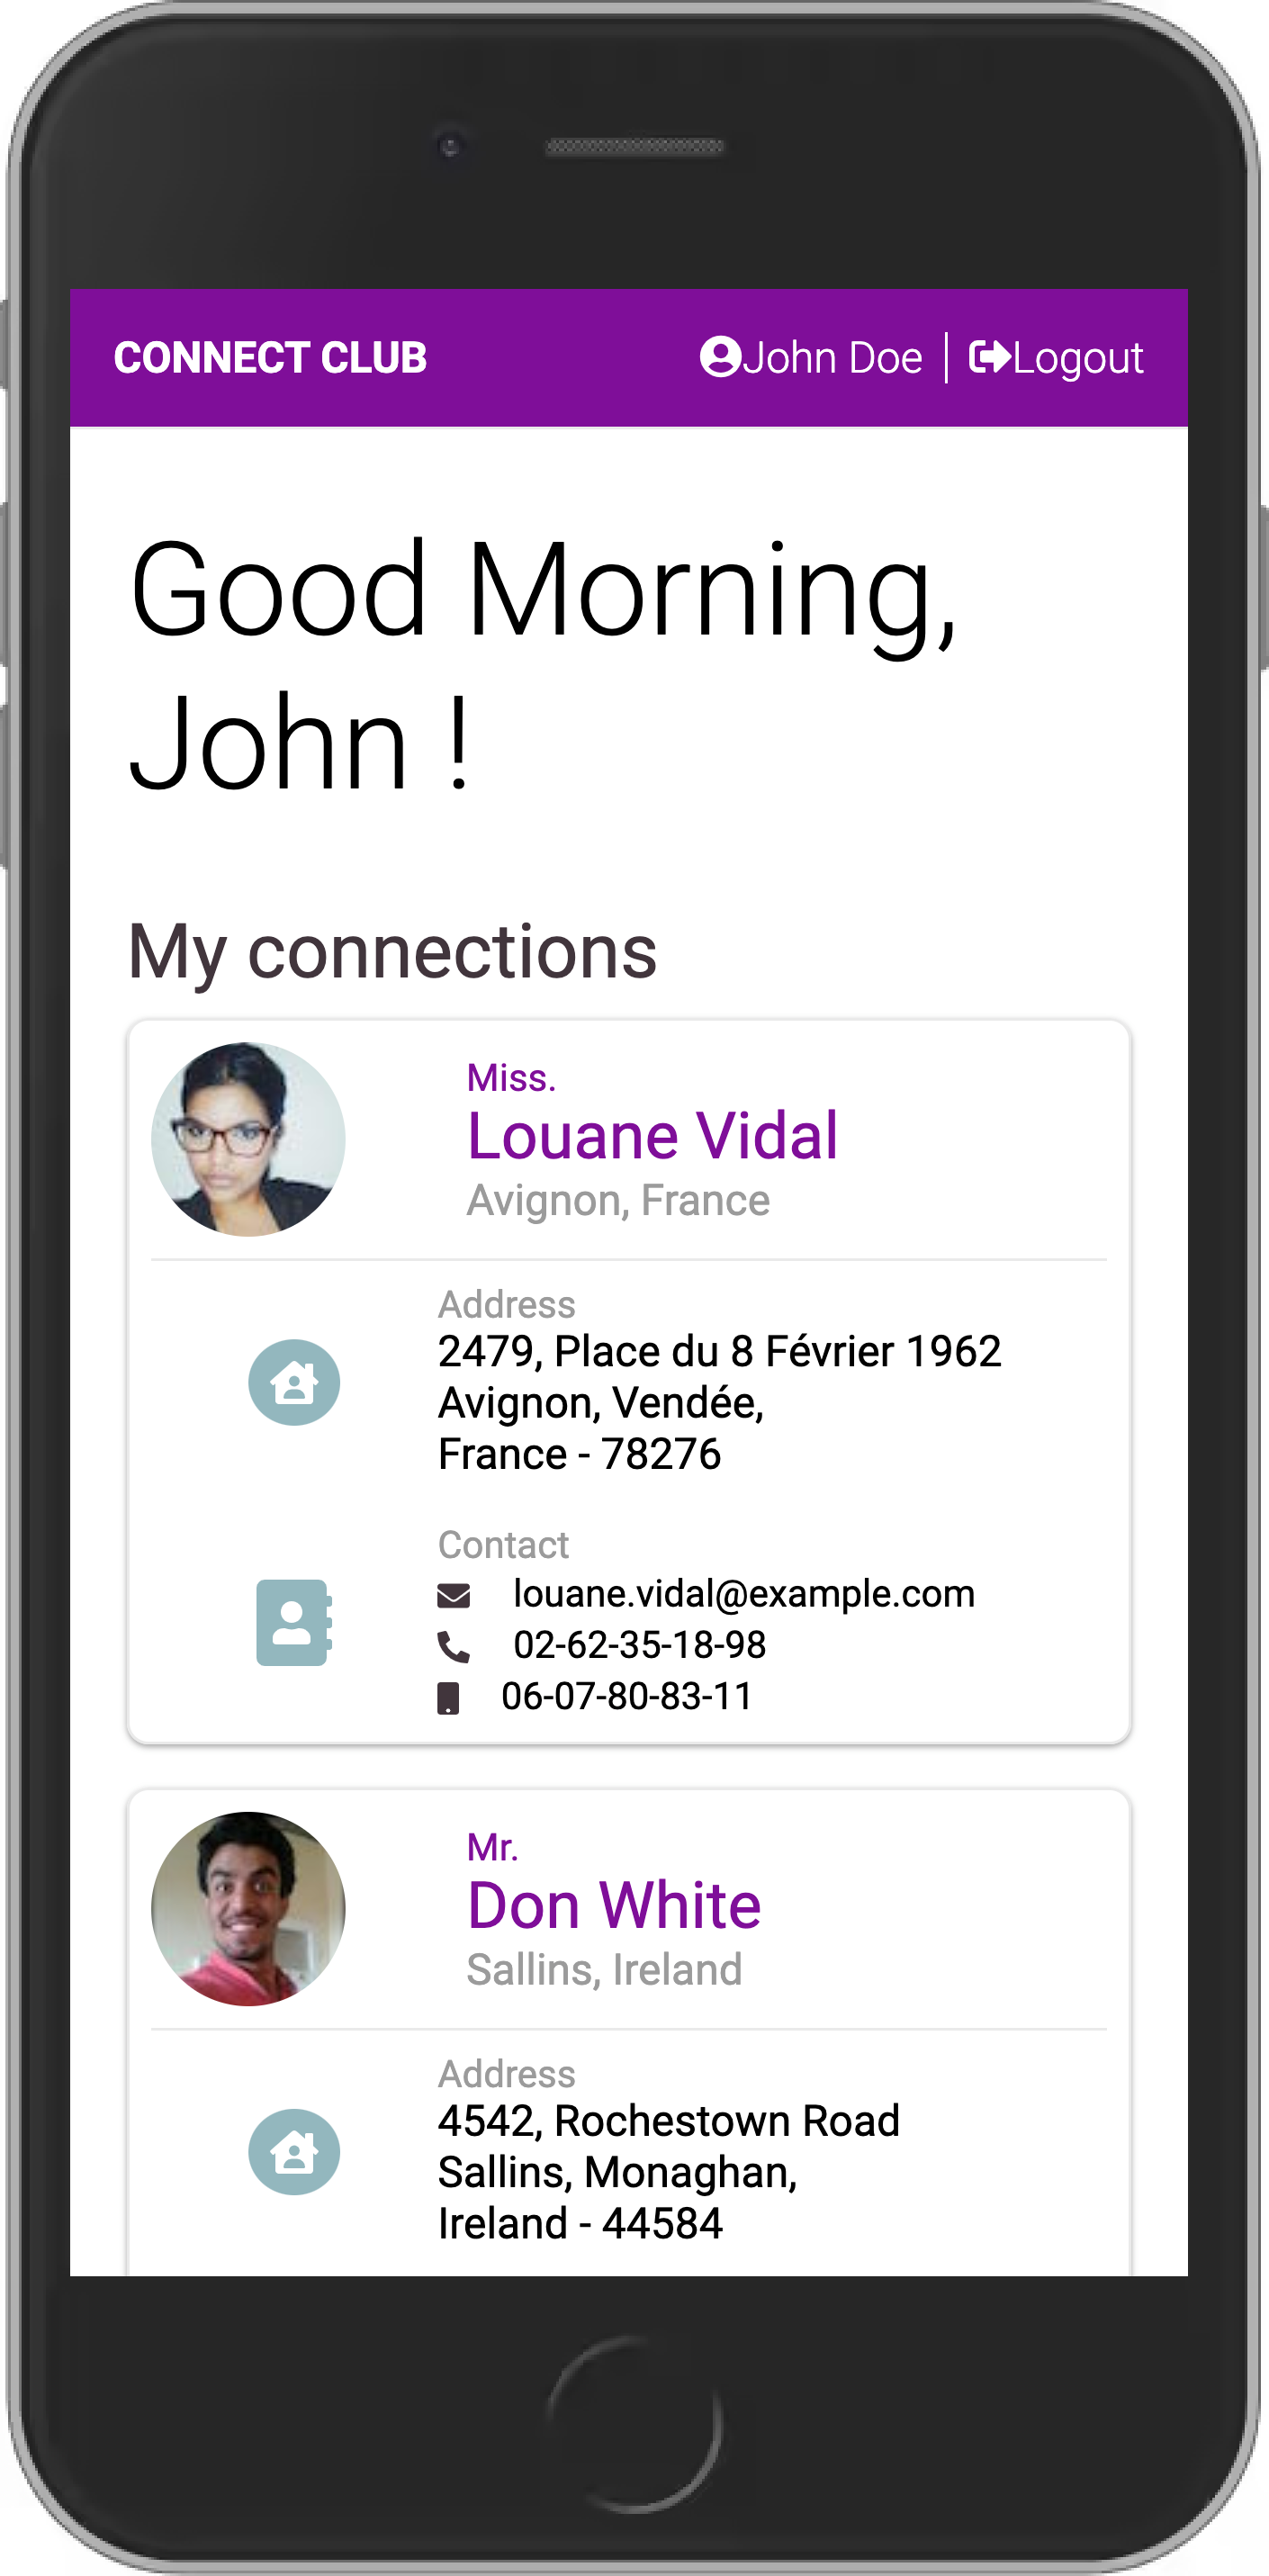 CONNECT CLUB John Doe | Logout
Good Morning,
John !
My connections
Miss.
Louane Vidal
Avignon, France
Address
2479, Place du 8 Février 1962
Avignon, Vendée,
France - 78276
Contact
louane.vidal@example.com
02-62-35-18-98
06-07-80-83-11
Mr.
Don White
Sallins, Ireland
Address
4542, Rochestown Road
Sallins, Monaghan,
Ireland - 44584